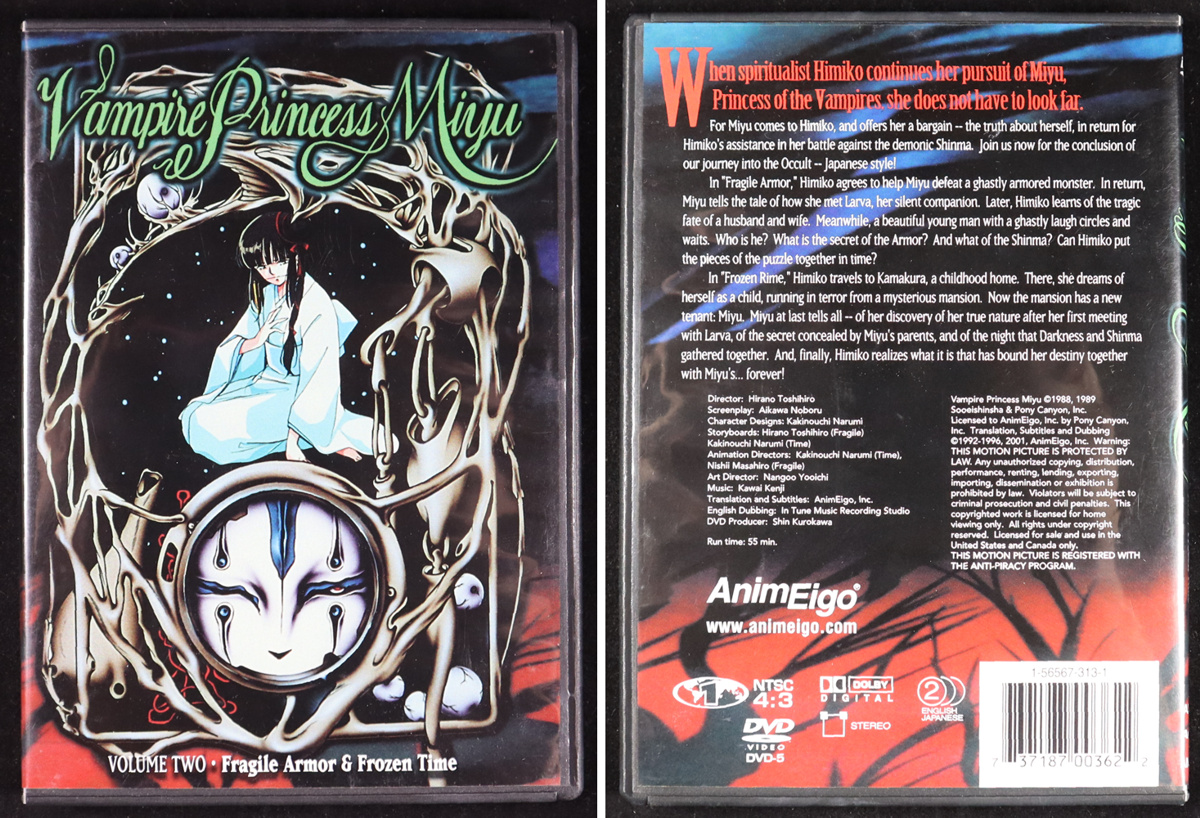 Vampire Princess Miyu
VOLUME TWO · Fragile Armor & Frozen Time
When spiritualist Himiko continues her pursuit of Miyu,
Princess of the Vampires, she does not have to look far.
For Miyu comes to Himiko, and offers her a bargain -- the truth about herself, in return for
Himiko's assistance in her battle against the demonic Shinma. Join us now for the conclusion of
our journey into the Occult -- Japanese style!
In "Fragile Armor," Himiko agrees to help Miyu defeat a ghastly armored monster. In return,
Miyu tells the tale of how she met Larva, her silent companion. Later, Himiko learns of the tragic
fate of a husband and wife. Meanwhile, a beautiful young man with a ghastly laugh circles and
waits. Who is he? What is the secret of the Armor? And what of the Shinma? Can Himiko put
the pieces of the puzzle together in time?
In "Frozen Rime," Himiko travels to Kamakura, a childhood home. There, she dreams of
herself as a child, running in terror from a mysterious mansion. Now the mansion has a new
tenant: Miyu. Miyu at last tells all -- of her discovery of her true nature after her first meeting
with Larva, of the secret concealed by Miyu's parents, and of the night that Darkness and Shinma
gathered together. And, finally, Himiko realizes what it is that has bound her destiny together
with Miyu's... forever!
Director: Hirano Toshihiro
Screenplay: Aikawa Noboru
Character Designs: Kakinouchi Narumi
Storyboards: Hirano Toshihiro (Fragile)
Kakinouchi Narumi (Time)
Animation Directors: Kakinouchi Narumi (Time),
Nishii Masahiro (Fragile)
Art Director: Nangoo Yooichi
Music: Kawai Kenji
Translation and Subtitles: AnimEigo, Inc.
English Dubbing: In Tune Music Recording Studio
DVD Producer: Shin Kurokawa
Run time: 55 min.
Vampire Princess Miyu ©1988, 1989
Sooeishinsha & Pony Canyon, Inc.
Licensed to AnimEigo, Inc. by Pony Canyon,
Inc. Translation, Subtitles and Dubbing
©1992-1996, 2001, AnimEigo, Inc. Warning:
THIS MOTION PICTURE IS PROTECTED BY
LAW. Any unauthorized copying, distribution,
performance, renting, lending, exporting,
importing, dissemination or exhibition is
prohibited by law. Violators will be subject to
criminal prosecution and civil penalties. This
copyrighted work is licensed for home
viewing only. All rights under copyright
reserved. Licensed for sale and use in the
United States and Canada only.
THIS MOTION PICTURE IS REGISTERED WITH
THE ANTI-PIRACY PROGRAM.
AnimEigo®
www.animeigo.com
1
NTSC
4:3
DOLBY
DIGITAL
2
ENGLISH
JAPANESE
DVD
VIDEO
DVD-5
STEREO
1-56567-313-1
7 37187 00362 2